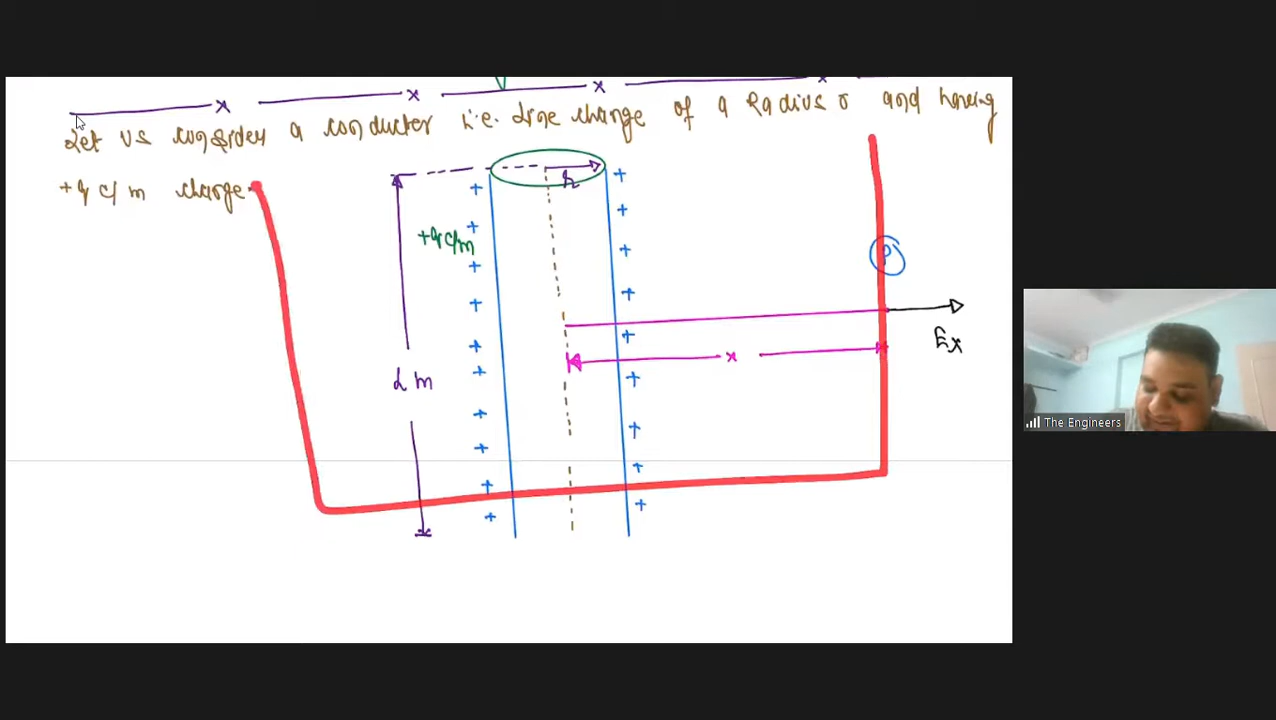 Let us consider a conductor i.e. line charge of a Radius r and having
+q c/m charge.
r
+q c/m
P
x
Ex
L m
The Engineers